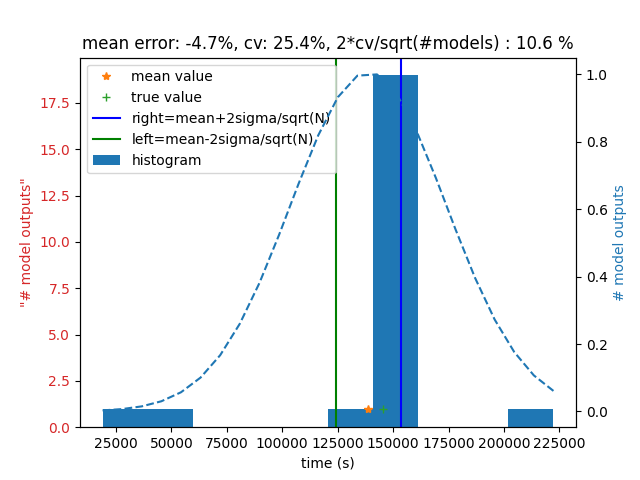 mean error: -4.7%, cv: 25.4%, 2*cv/sqrt(#models) : 10.6 %
mean value
true value
right=mean+2sigma/sqrt(N)
left=mean-2sigma/sqrt(N)
histogram
"# model outputs"
17.5
15.0
12.5
10.0
7.5
5.0
2.5
0.0
1.0
0.8
0.6
0.4
0.2
0.0
# model outputs
25000 50000 75000 100000 125000 150000 175000 200000 225000
time (s)